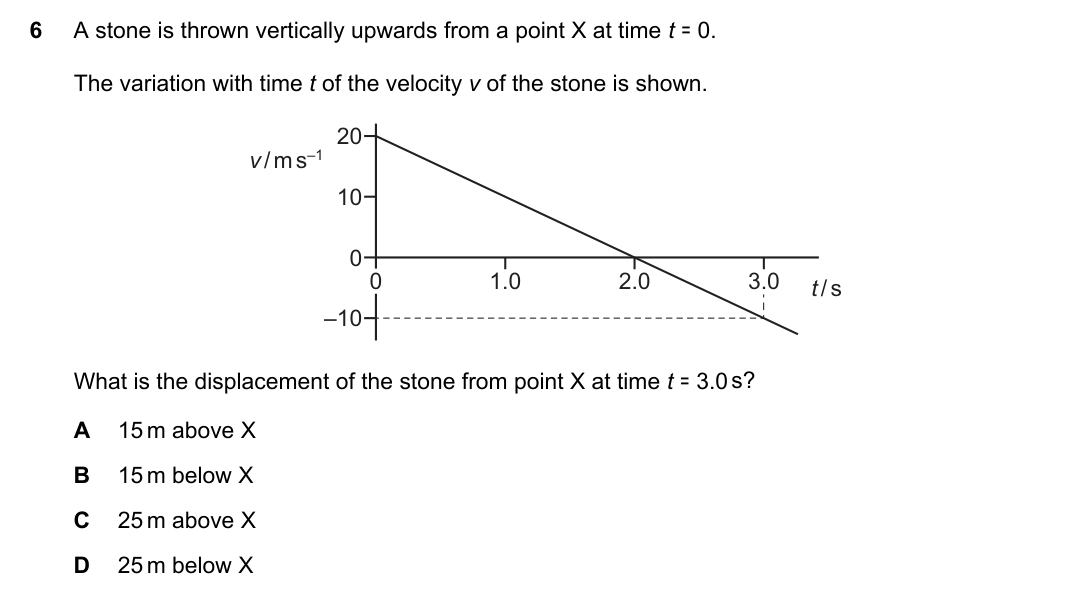 6 A stone is thrown vertically upwards from a point X at time t = 0.
The variation with time t of the velocity v of the stone is shown.
20
v/m s⁻¹
10
0
0 1.0 2.0 3.0 t/s
–10
What is the displacement of the stone from point X at time t = 3.0 s?
A 15 m above X
B 15 m below X
C 25 m above X
D 25 m below X